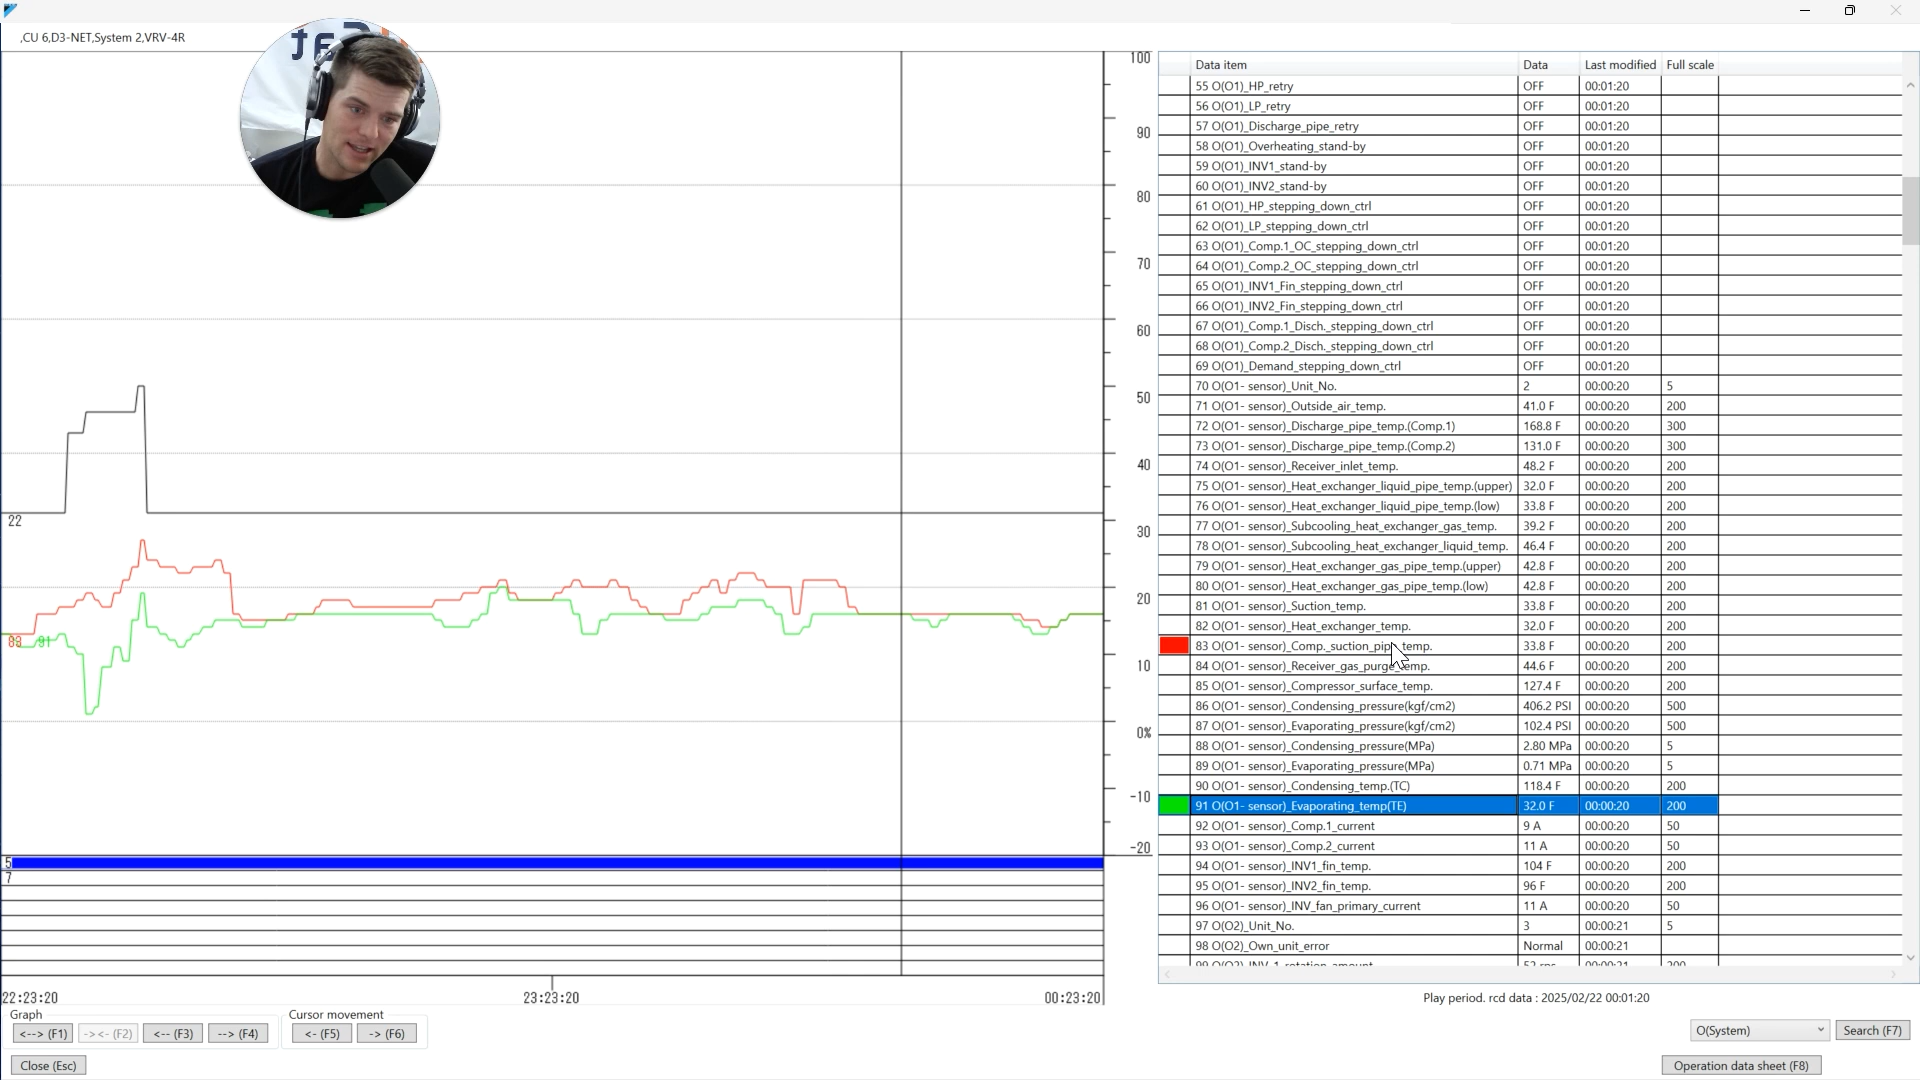 ,CU 6,D3-NET,System 2,VRV-4R
100
90
80
70
60
50
40
30
20
10
0%
-10
-20
22
83 91
5
7
22:23:20 23:23:20 00:23:20
Graph
<--> (F1) -><- (F2) <-- (F3) --> (F4)
Cursor movement
<- (F5) -> (F6)
Close (Esc)
Data item Data Last modified Full scale
55 O(O1)_HP_retry OFF 00:01:20
56 O(O1)_LP_retry OFF 00:01:20
57 O(O1)_Discharge_pipe_retry OFF 00:01:20
58 O(O1)_Overheating_stand-by OFF 00:01:20
59 O(O1)_INV1_stand-by OFF 00:01:20
60 O(O1)_INV2_stand-by OFF 00:01:20
61 O(O1)_HP_stepping_down_ctrl OFF 00:01:20
62 O(O1)_LP_stepping_down_ctrl OFF 00:01:20
63 O(O1)_Comp.1_OC_stepping_down_ctrl OFF 00:01:20
64 O(O1)_Comp.2_OC_stepping_down_ctrl OFF 00:01:20
65 O(O1)_INV1_Fin_stepping_down_ctrl OFF 00:01:20
66 O(O1)_INV2_Fin_stepping_down_ctrl OFF 00:01:20
67 O(O1)_Comp.1_Disch._stepping_down_ctrl OFF 00:01:20
68 O(O1)_Comp.2_Disch._stepping_down_ctrl OFF 00:01:20
69 O(O1)_Demand_stepping_down_ctrl OFF 00:01:20
70 O(O1- sensor)_Unit_No. 2 00:00:20 5
71 O(O1- sensor)_Outside_air_temp. 41.0 F 00:00:20 200
72 O(O1- sensor)_Discharge_pipe_temp.(Comp.1) 168.8 F 00:00:20 300
73 O(O1- sensor)_Discharge_pipe_temp.(Comp.2) 131.0 F 00:00:20 300
74 O(O1- sensor)_Receiver_inlet_temp. 48.2 F 00:00:20 200
75 O(O1- sensor)_Heat_exchanger_liquid_pipe_temp.(upper) 32.0 F 00:00:20 200
76 O(O1- sensor)_Heat_exchanger_liquid_pipe_temp.(low) 33.8 F 00:00:20 200
77 O(O1- sensor)_Subcooling_heat_exchanger_gas_temp. 39.2 F 00:00:20 200
78 O(O1- sensor)_Subcooling_heat_exchanger_liquid_temp. 46.4 F 00:00:20 200
79 O(O1- sensor)_Heat_exchanger_gas_pipe_temp.(upper) 42.8 F 00:00:20 200
80 O(O1- sensor)_Heat_exchanger_gas_pipe_temp.(low) 42.8 F 00:00:20 200
81 O(O1- sensor)_Suction_temp. 33.8 F 00:00:20 200
82 O(O1- sensor)_Heat_exchanger_temp. 32.0 F 00:00:20 200
83 O(O1- sensor)_Comp._suction_pipe_temp. 33.8 F 00:00:20 200
84 O(O1- sensor)_Receiver_gas_purge_temp. 44.6 F 00:00:20 200
85 O(O1- sensor)_Compressor_surface_temp. 127.4 F 00:00:20 200
86 O(O1- sensor)_Condensing_pressure(kgf/cm2) 406.2 PSI 00:00:20 500
87 O(O1- sensor)_Evaporating_pressure(kgf/cm2) 102.4 PSI 00:00:20 500
88 O(O1- sensor)_Condensing_pressure(MPa) 2.80 MPa 00:00:20 5
89 O(O1- sensor)_Evaporating_pressure(MPa) 0.71 MPa 00:00:20 5
90 O(O1- sensor)_Condensing_temp.(TC) 118.4 F 00:00:20 200
91 O(O1- sensor)_Evaporating_temp(TE) 32.0 F 00:00:20 200
92 O(O1- sensor)_Comp.1_current 9 A 00:00:20 50
93 O(O1- sensor)_Comp.2_current 11 A 00:00:20 50
94 O(O1- sensor)_INV1_fin_temp. 104 F 00:00:20 200
95 O(O1- sensor)_INV2_fin_temp. 96 F 00:00:20 200
96 O(O1- sensor)_INV_fan_primary_current 11 A 00:00:20 50
97 O(O2)_Unit_No. 3 00:00:21 5
98 O(O2)_Own_unit_error Normal 00:00:21
Play period. rcd data : 2025/02/22 00:01:20
O(System) Search (F7)
Operation data sheet (F8)